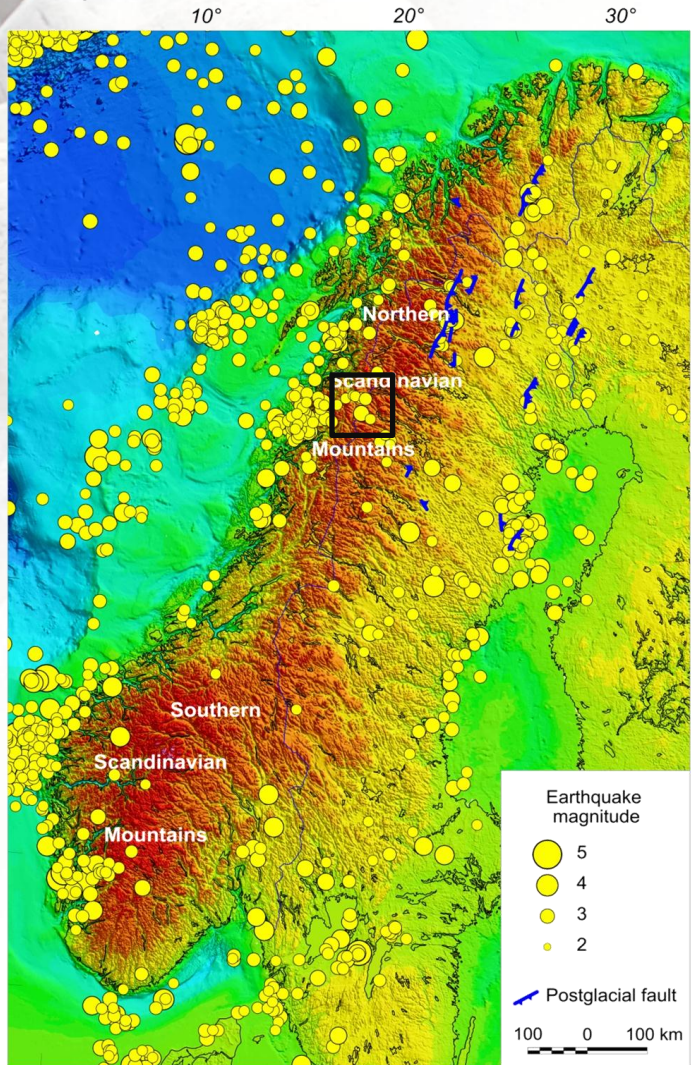 10° 20° 30°
Northern
Scandinavian
Mountains
Southern
Scandinavian
Mountains
Earthquake
magnitude
5
4
3
2
Postglacial fault
100 0 100 km